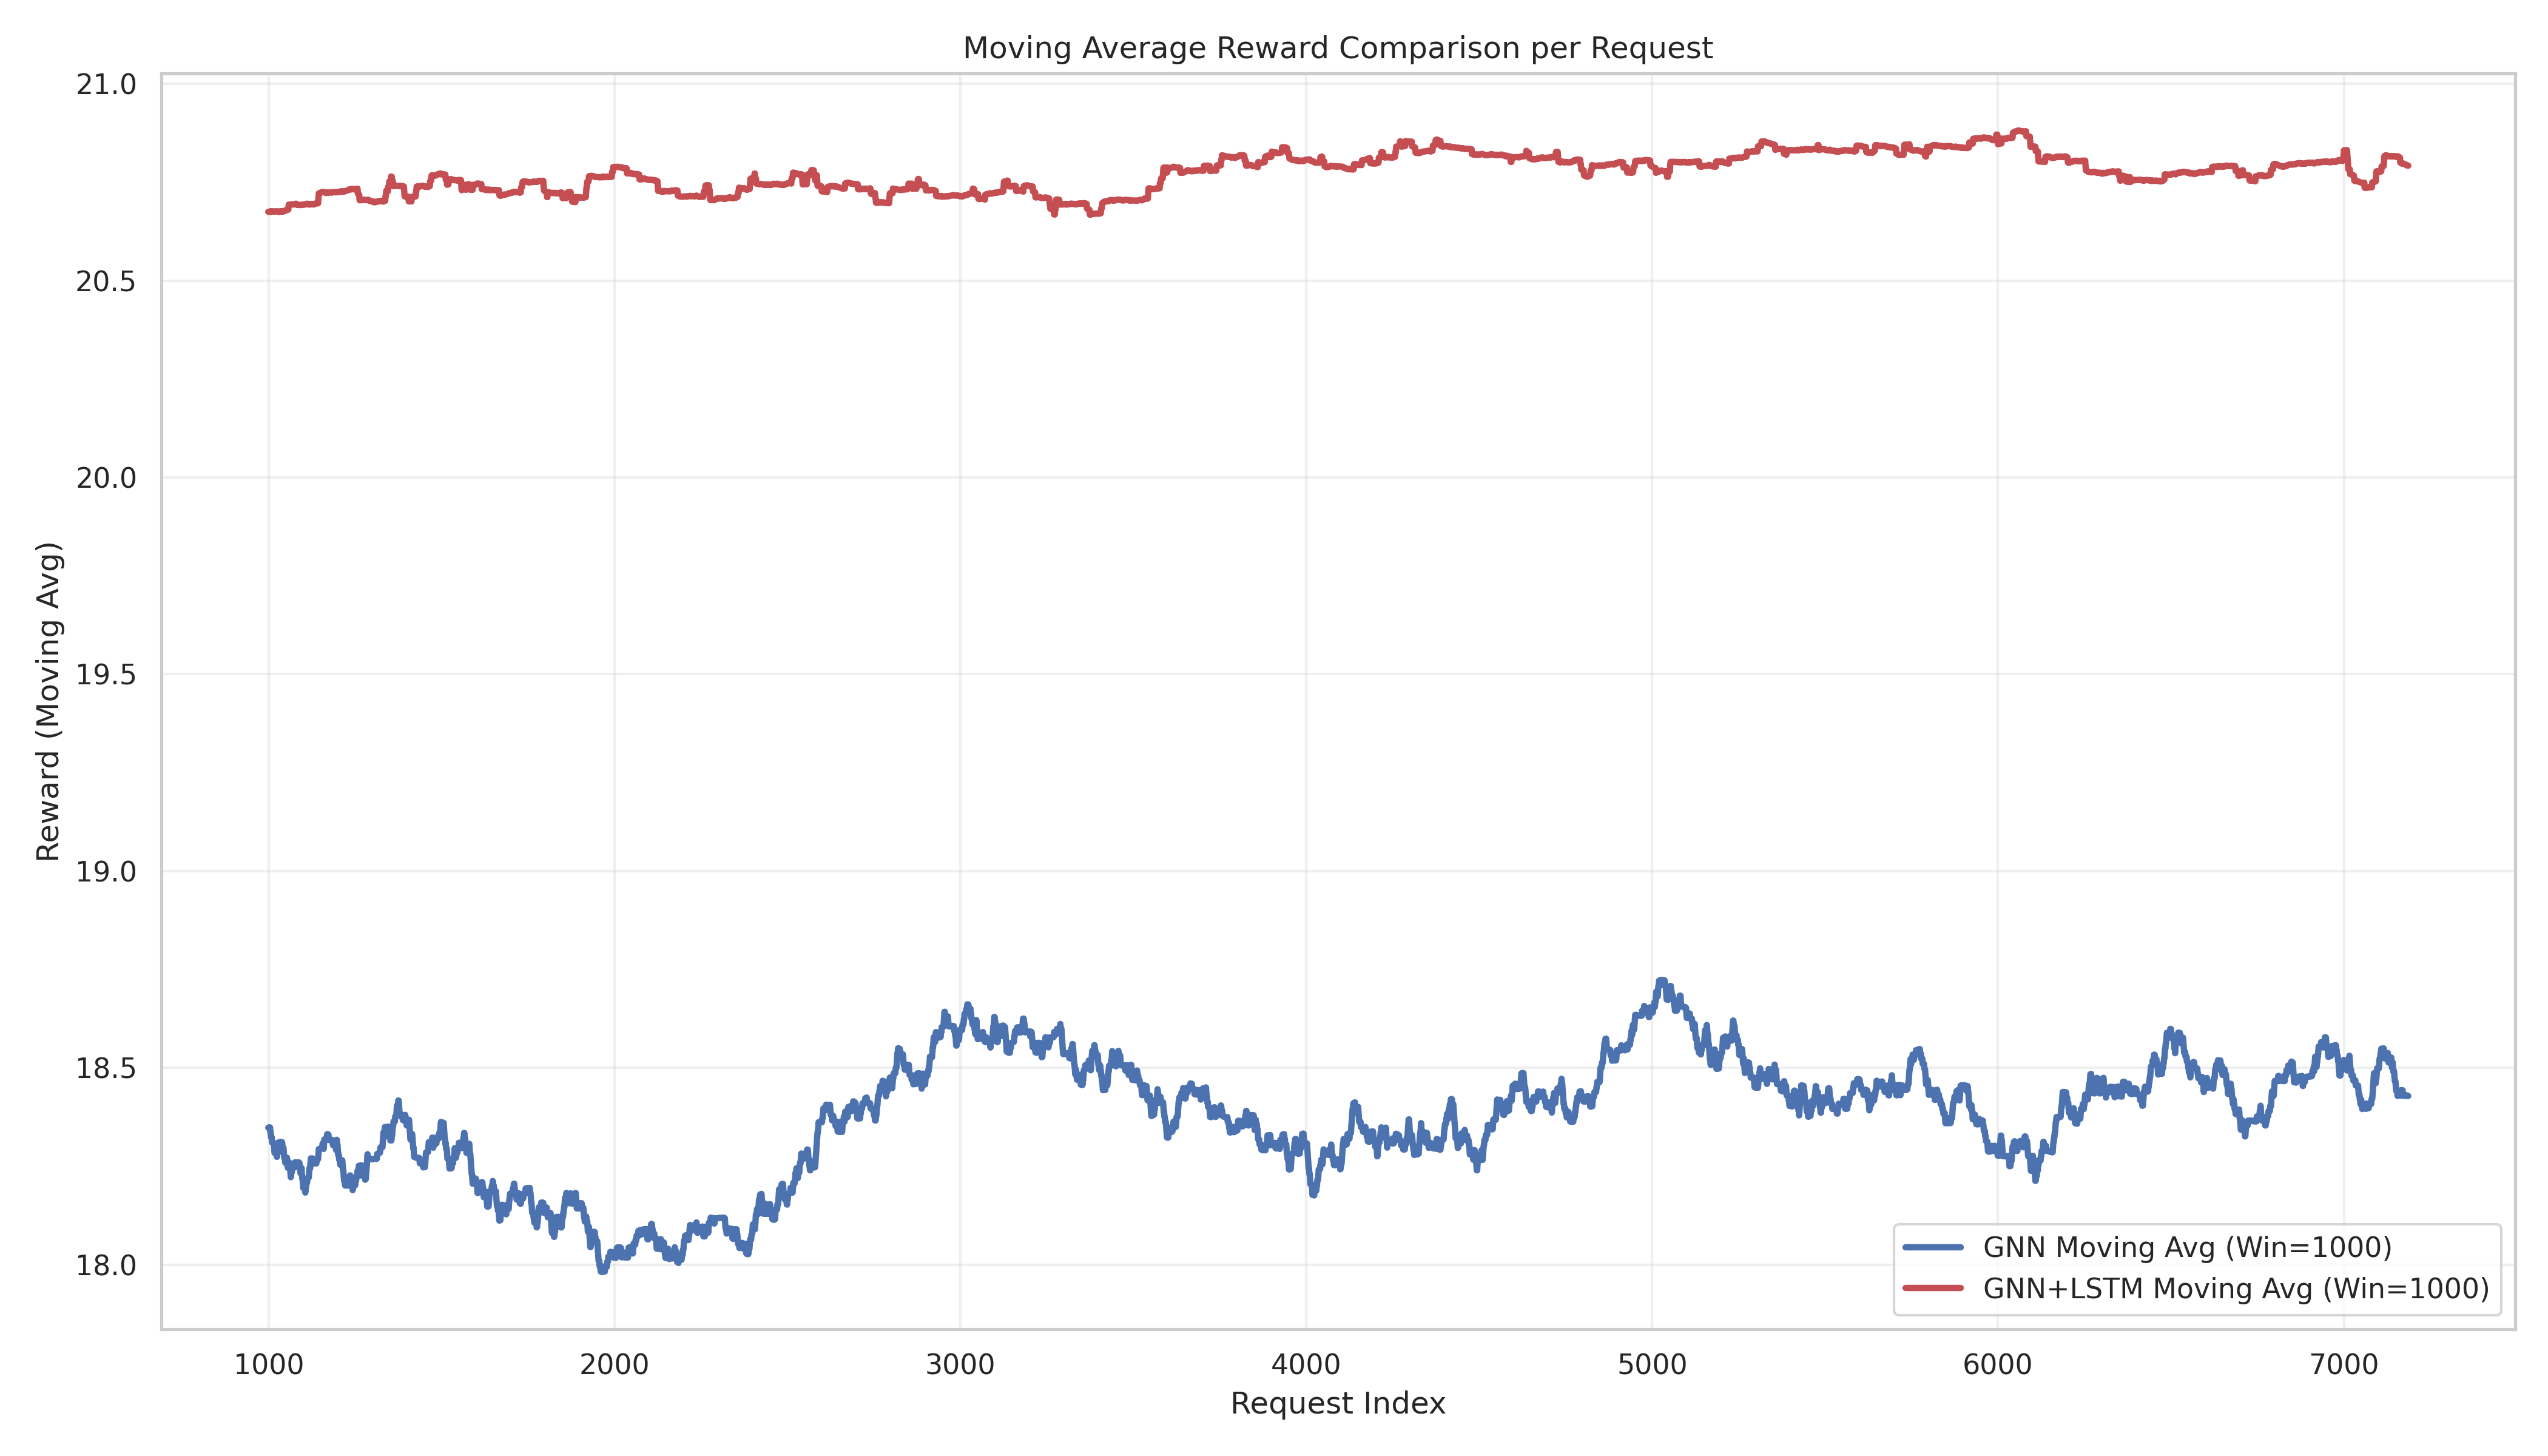 Moving Average Reward Comparison per Request
21.0
20.5
20.0
19.5
19.0
18.5
18.0
Reward (Moving Avg)
1000 2000 3000 4000 5000 6000 7000
Request Index
GNN Moving Avg (Win=1000)
GNN+LSTM Moving Avg (Win=1000)